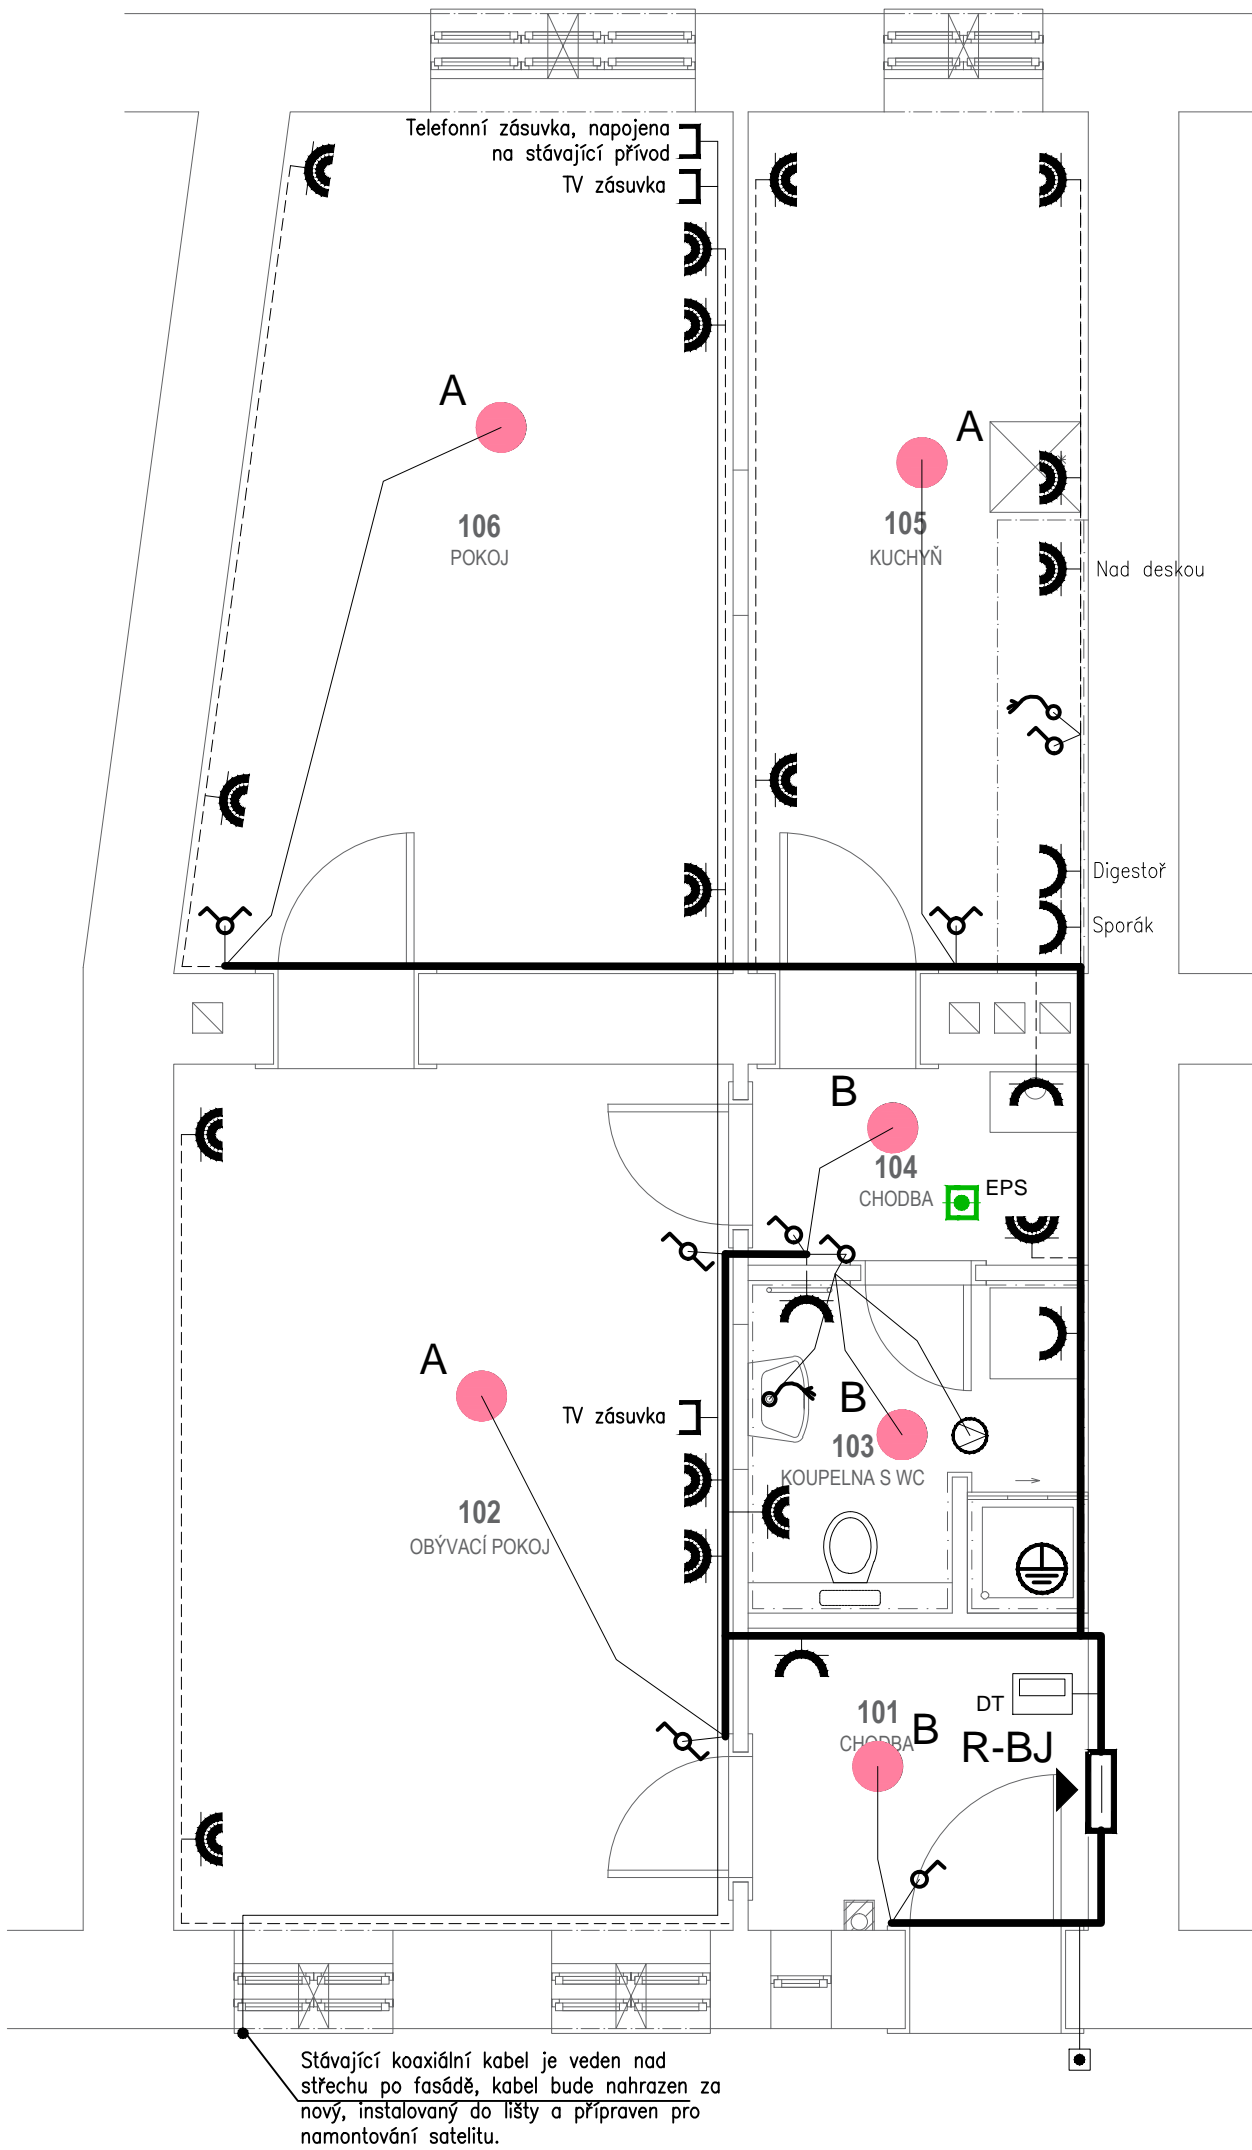 Telefonní zásuvka, napojena
na stávající přívod
TV zásuvka
A
A
106
POKOJ
105
KUCHYŇ
Nad deskou
Digestoř
Sporák
B
104
CHODBA
EPS
A
TV zásuvka
B
103
KOUPELNA S WC
102
OBÝVACÍ POKOJ
DT
101
CHODBA
B
R-BJ
Stávající koaxiální kabel je veden nad
střechu po fasádě, kabel bude nahrazen za
nový, instalovaný do lišty a přípraven pro
namontování satelitu.